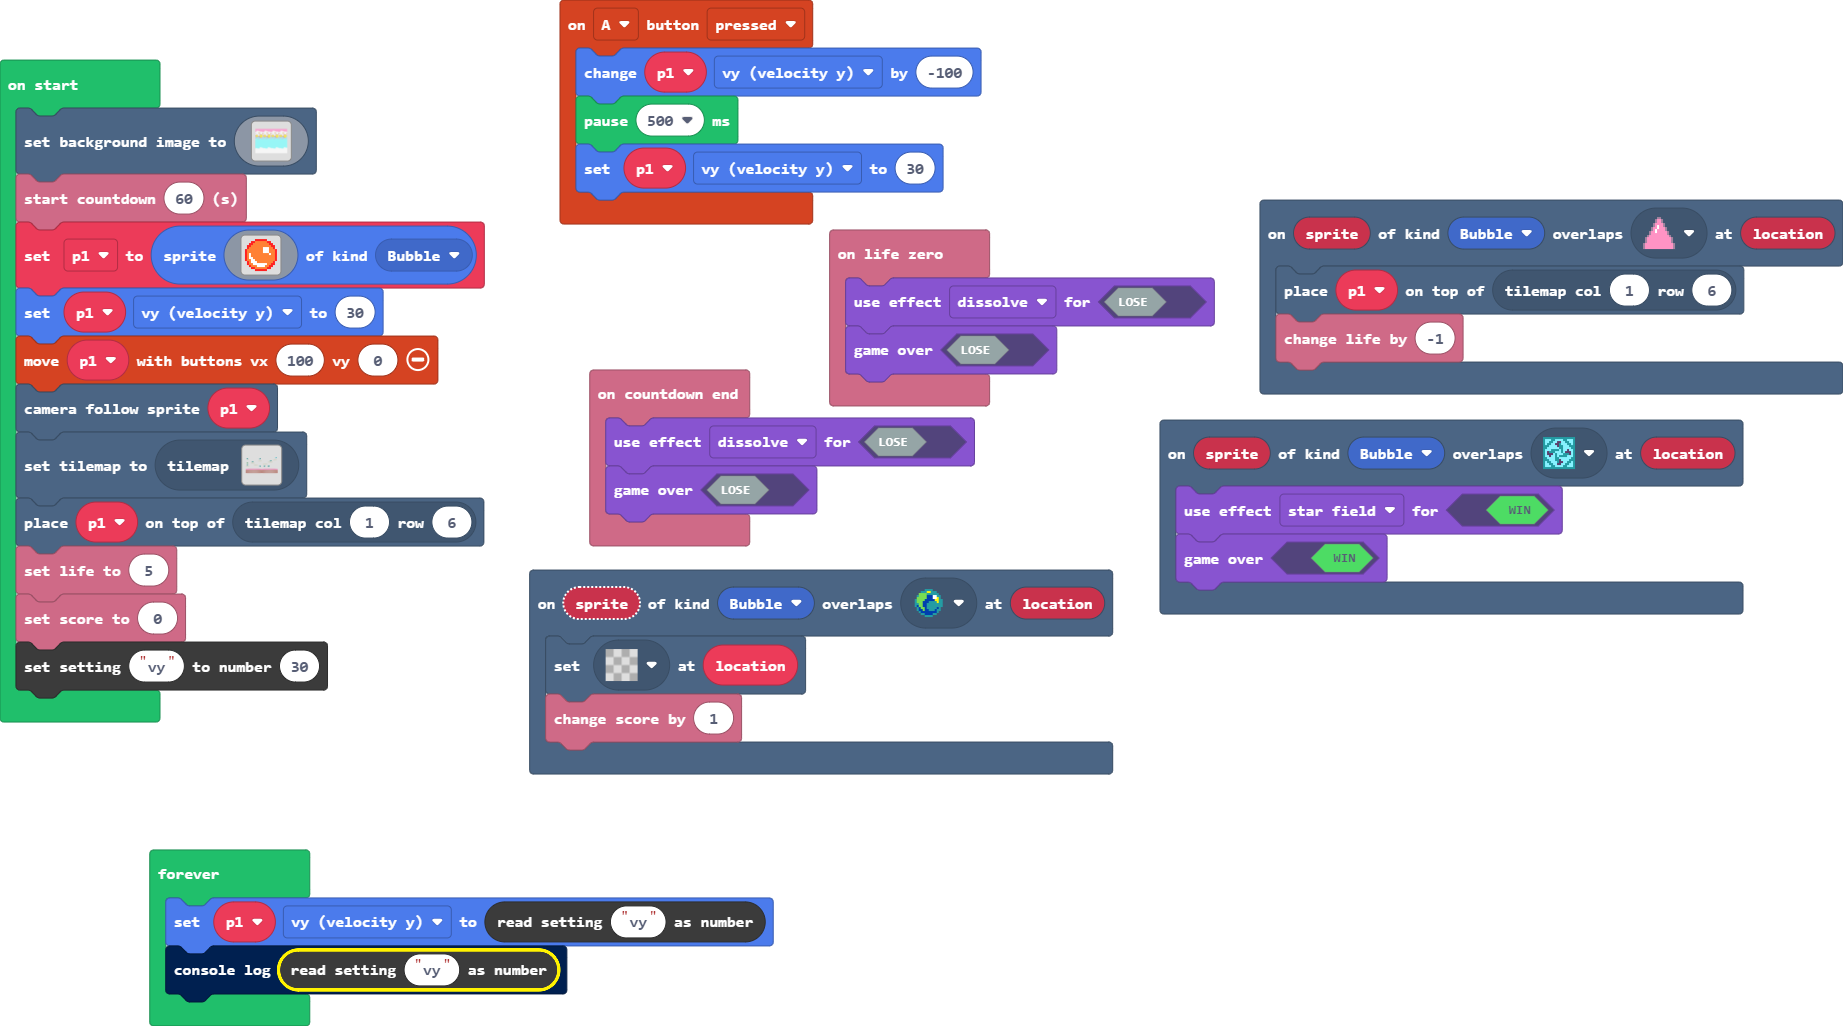 on start
set background image to
start countdown 60 (s)
set p1 to sprite of kind Bubble
set p1 vy (velocity y) to 30
move p1 with buttons vx 100 vy 0
camera follow sprite p1
set tilemap to tilemap
place p1 on top of tilemap col 1 row 6
set life to 5
set score to 0
set setting "vy" to number 30
on A button pressed
change p1 vy (velocity y) by -100
pause 500 ms
set p1 vy (velocity y) to 30
on life zero
use effect dissolve for LOSE
game over LOSE
on countdown end
use effect dissolve for LOSE
game over LOSE
on sprite of kind Bubble overlaps at location
place p1 on top of tilemap col 1 row 6
change life by -1
on sprite of kind Bubble overlaps at location
use effect star field for WIN
game over WIN
on sprite of kind Bubble overlaps at location
set at location
change score by 1
forever
set p1 vy (velocity y) to read setting "vy" as number
console log read setting "vy" as number